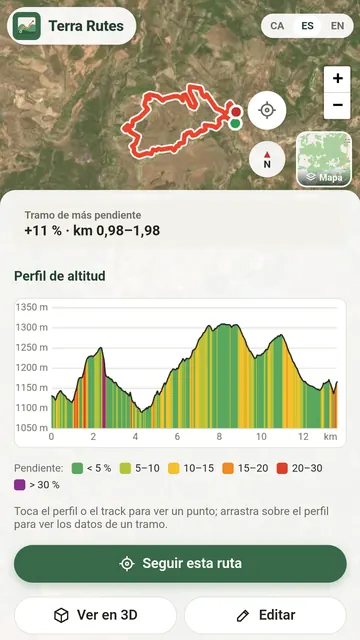 Terra Rutes
CA ES EN
+
−
N
Mapa
Tramo de más pendiente
+11 % · km 0,98–1,98
Perfil de altitud
1350 m
1300 m
1250 m
1200 m
1150 m
1100 m
1050 m
0 2 4 6 8 10 12 km
Pendiente: < 5 % 5–10 10–15 15–20 20–30
> 30 %
Toca el perfil o el track para ver un punto; arrastra sobre el perfil
para ver los datos de un tramo.
Seguir esta ruta
Ver en 3D Editar